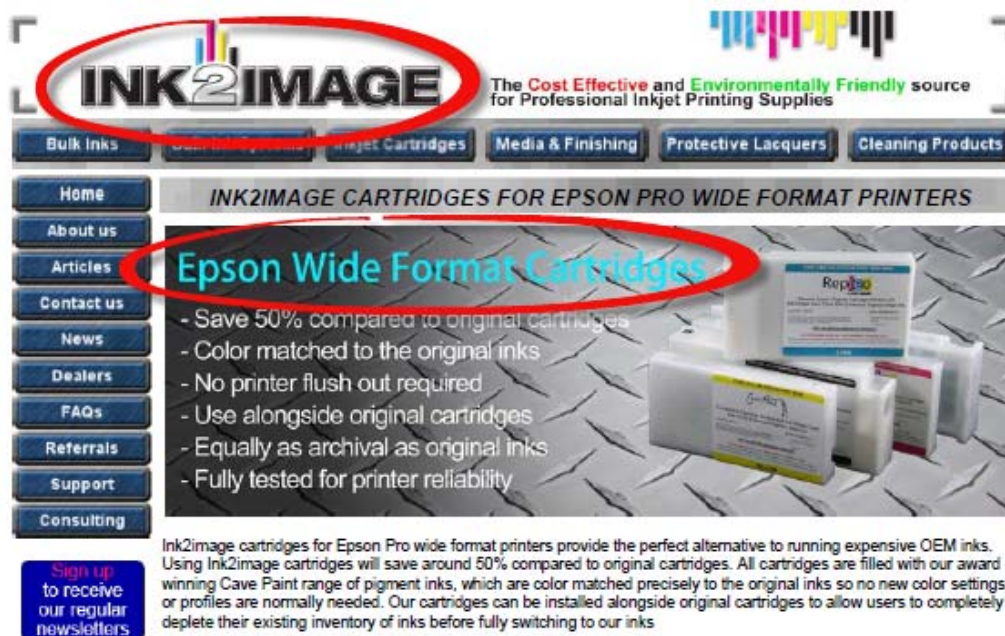 INK2IMAGE
The Cost Effective and Environmentally Friendly source
for Professional Inkjet Printing Supplies
Bulk Inks
Inkjet Cartridges
Media & Finishing
Protective Lacquers
Cleaning Products
Home
About us
Articles
Contact us
News
Dealers
FAQs
Referrals
Support
Consulting
Sign up
to receive
our regular
newsletters
INK2IMAGE CARTRIDGES FOR EPSON PRO WIDE FORMAT PRINTERS
Epson Wide Format Cartridges
- Save 50% compared to original cartridges
- Color matched to the original inks
- No printer flush out required
- Use alongside original cartridges
- Equally as archival as original inks
- Fully tested for printer reliability
Ink2image cartridges for Epson Pro wide format printers provide the perfect alternative to running expensive OEM inks.
Using Ink2image cartridges will save around 50% compared to original cartridges. All cartridges are filled with our award
winning Cave Paint range of pigment inks, which are color matched precisely to the original inks so no new color settings
or profiles are normally needed. Our cartridges can be installed alongside original cartridges to allow users to completely
deplete their existing inventory of inks before fully switching to our inks